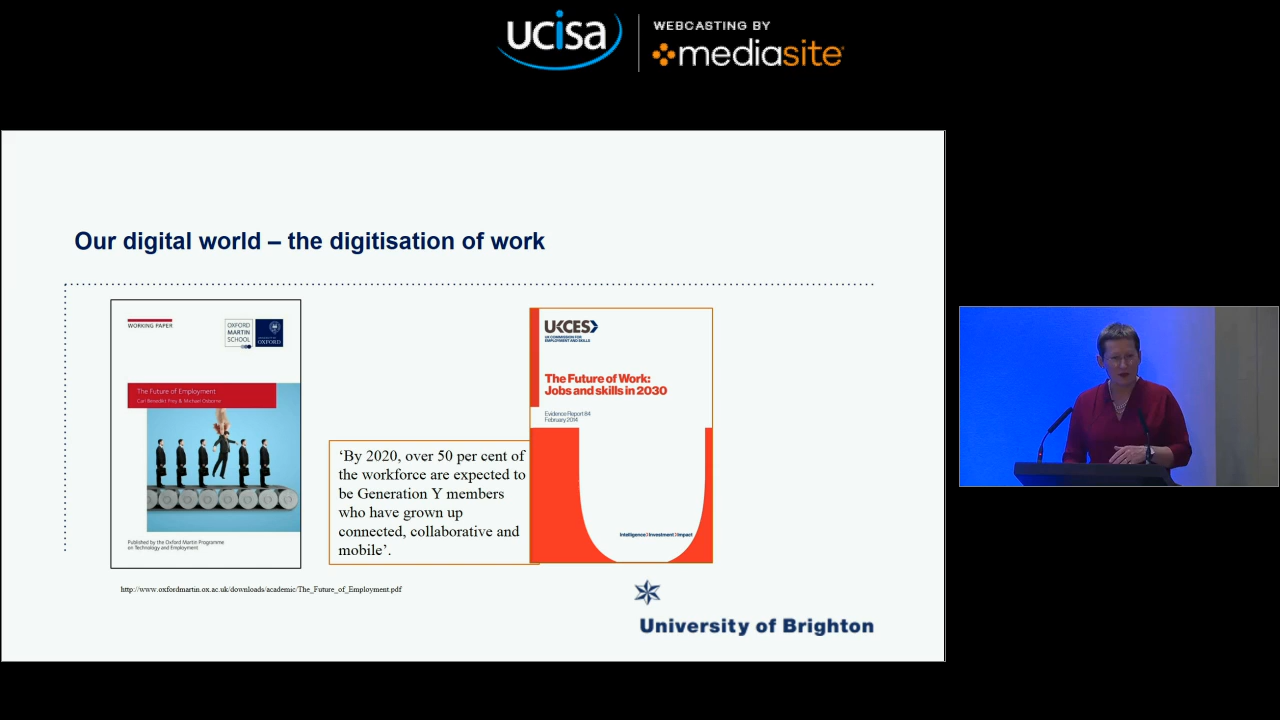 ucisa
WEBCASTING BY
mediasite
Our digital world – the digitisation of work
WORKING PAPER
OXFORD
MARTIN
SCHOOL
UNIVERSITY OF
OXFORD
The Future of Employment
Carl Benedikt Frey & Michael Osborne
Published by the Oxford Martin Programme
on Technology and Employment
‘By 2020, over 50 per cent of
the workforce are expected to
be Generation Y members
who have grown up
connected, collaborative and
mobile’.
UKCES
UK COMMISSION FOR
EMPLOYMENT AND SKILLS
The Future of Work:
Jobs and skills in 2030
Evidence Report 84
February 2014
Intelligence Investment Impact
http://www.oxfordmartin.ox.ac.uk/downloads/academic/The_Future_of_Employment.pdf
University of Brighton